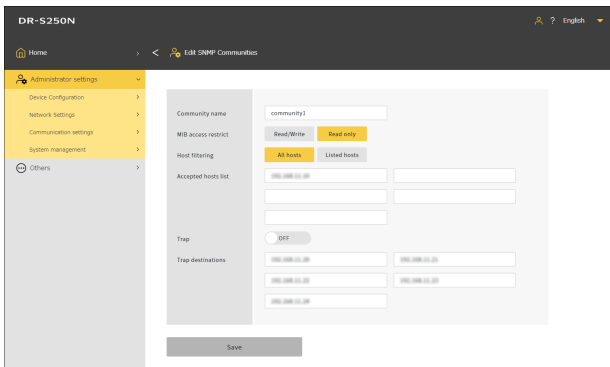 DR-S250N
? English
Home
Edit SNMP Communities
Administrator settings
Device Configuration
Network Settings
Communication settings
System management
Others
Community name community1
MIB access restrict Read/Write Read only
Host filtering All hosts Listed hosts
Accepted hosts list
Trap OFF
Trap destinations
Save